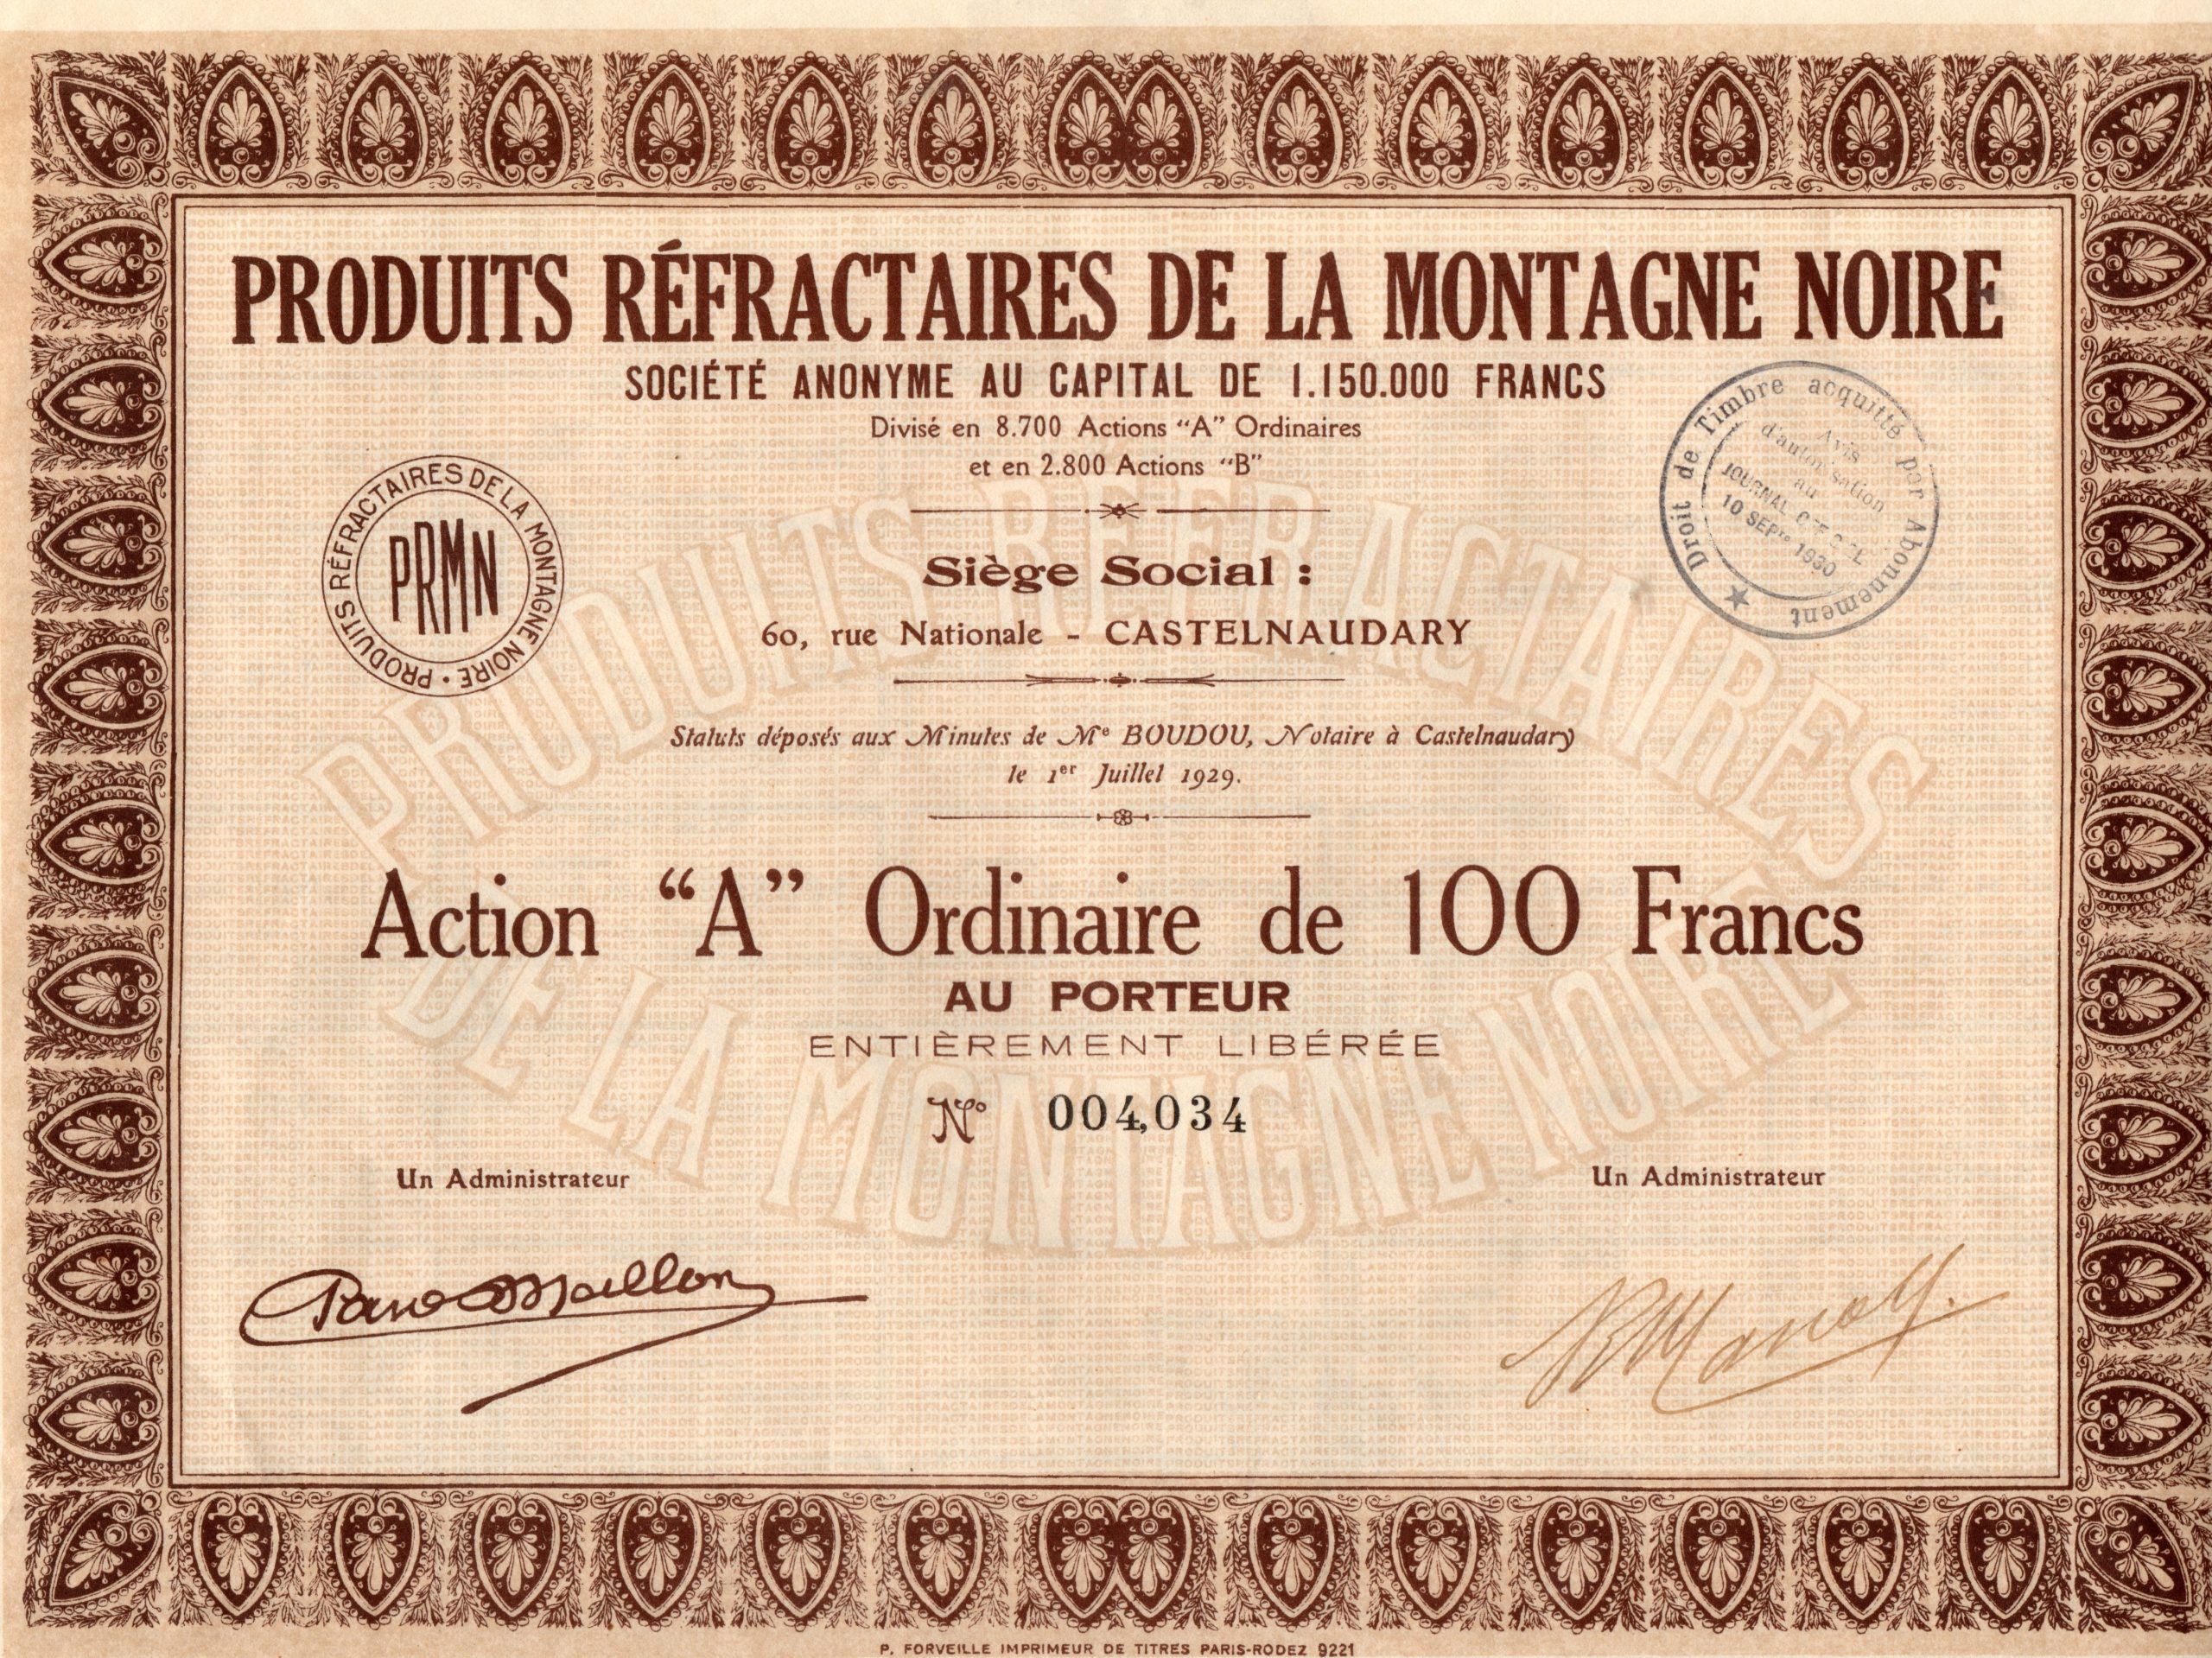 PRODUITS RÉFRACTAIRES DE LA MONTAGNE NOIRE
SOCIÉTÉ ANONYME AU CAPITAL DE 1.150.000 FRANCS
Divisé en 8.700 Actions “A” Ordinaires
et en 2.800 Actions “B”
PRODUITS RÉFRACTAIRES DE LA MONTAGNE NOIRE •
PRMN
Droit de Timbre acquitté par Abonnement
Avis
d'autorisation
au
JOURNAL OFFICIEL
10 SEPTre 1930
Siège Social :
60, rue Nationale - CASTELNAUDARY
Statuts déposés aux Minutes de Me BOUDOU, Notaire à Castelnaudary
le 1er Juillet 1929.
PRODUITS REFRACTAIRES
DE LA MONTAGNE NOIRE
Action “A” Ordinaire de 100 Francs
AU PORTEUR
ENTIÈREMENT LIBÉRÉE
No 004,034
Un Administrateur
Un Administrateur
P. FORVEILLE IMPRIMEUR DE TITRES PARIS-RODEZ 9221